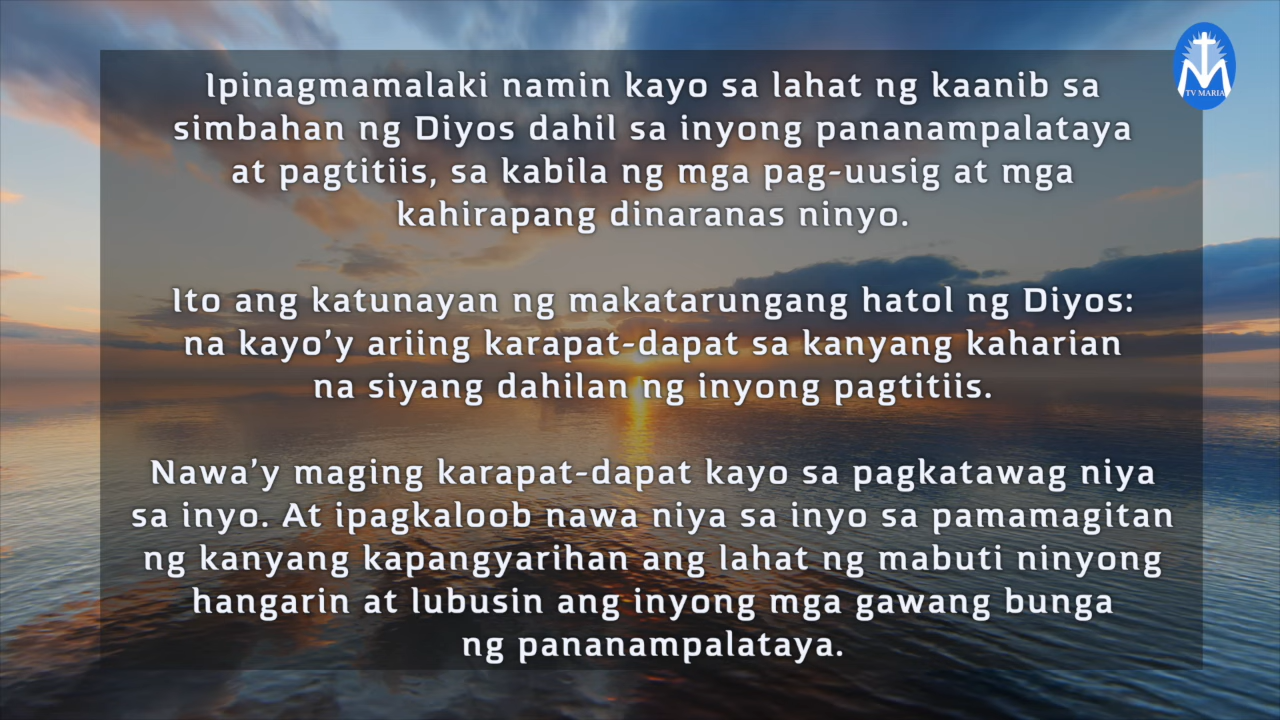 Ipinagmamalaki namin kayo sa lahat ng kaanib sa
simbahan ng Diyos dahil sa inyong pananampalataya
at pagtitiis, sa kabila ng mga pag-uusig at mga
kahirapang dinaranas ninyo.
Ito ang katunayan ng makatarungang hatol ng Diyos:
na kayo’y ariing karapat-dapat sa kanyang kaharian
na siyang dahilan ng inyong pagtitiis.
Nawa’y maging karapat-dapat kayo sa pagkatawag niya
sa inyo. At ipagkaloob nawa niya sa inyo sa pamamagitan
ng kanyang kapangyarihan ang lahat ng mabuti ninyong
hangarin at lubusin ang inyong mga gawang bunga
ng pananampalataya.
TV MARIA